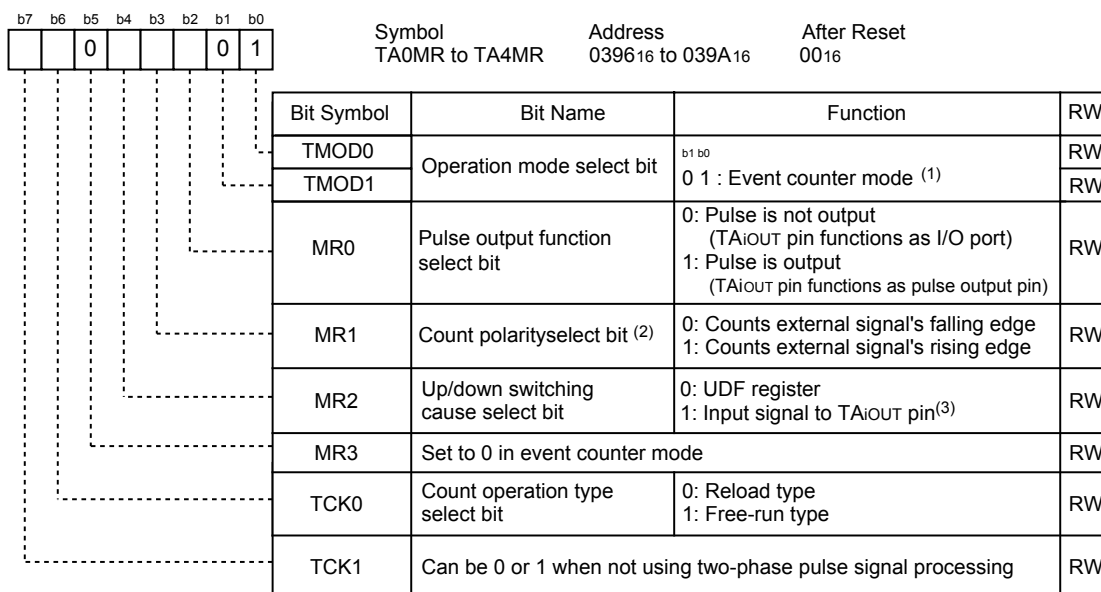 b7 b6 b5 b4 b3 b2 b1 b0
0 0 1
Symbol Address After Reset
TA0MR to TA4MR 039616 to 039A16 0016
Bit Symbol Bit Name Function RW
TMOD0 RW
TMOD1 RW
Operation mode select bit
b1 b0
0 1 : Event counter mode (1)
MR0
Pulse output function
select bit
0: Pulse is not output
(TAiOUT pin functions as I/O port)
1: Pulse is output
(TAiOUT pin functions as pulse output pin)
RW
MR1
Count polarityselect bit (2)
0: Counts external signal's falling edge
1: Counts external signal's rising edge
RW
MR2
Up/down switching
cause select bit
0: UDF register
1: Input signal to TAiOUT pin(3)
RW
MR3 Set to 0 in event counter mode RW
TCK0
Count operation type
select bit
0: Reload type
1: Free-run type
RW
TCK1 Can be 0 or 1 when not using two-phase pulse signal processing RW